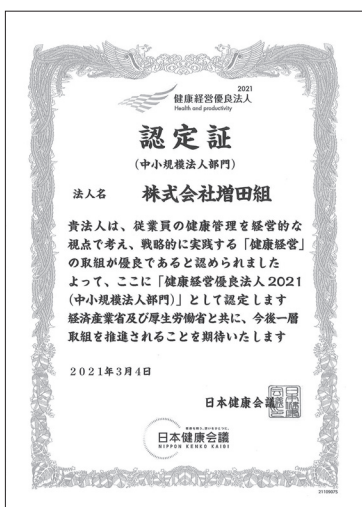 2021
健康経営優良法人
Health and productivity
認定証
(中小規模法人部門)
法人名 株式会社増田組
貴法人は、従業員の健康管理を経営的な
視点で考え、戦略的に実践する「健康経営」
の取組が優良であると認められました
よって、ここに「健康経営優良法人2021
(中小規模法人部門)」として認定します
経済産業省及び厚生労働省と共に、今後一層
取組を推進されることを期待いたします
2021年3月4日
日本健康会議
日本健康会議
NIPPON KENKO KAIGI
21109075